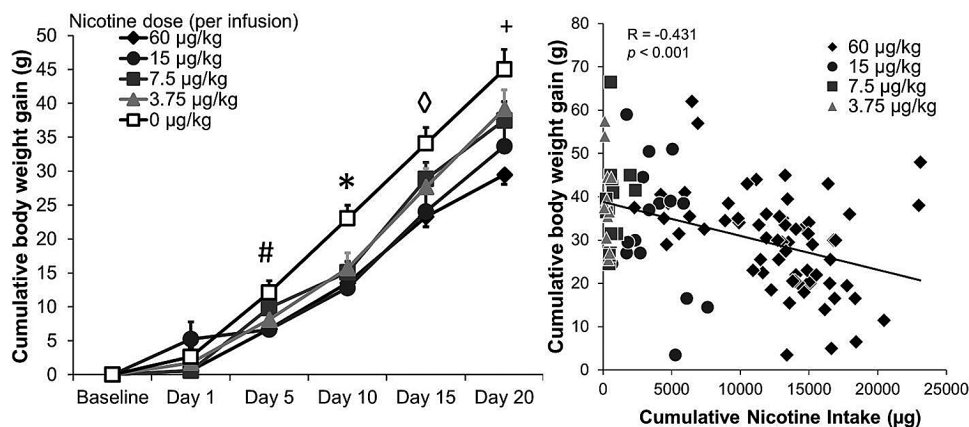 Nicotine dose (per infusion)
60 µg/kg
15 µg/kg
7.5 µg/kg
3.75 µg/kg
0 µg/kg
Cumulative body weight gain (g)
50
45
40
35
30
25
20
15
10
5
0
#
*
◊
+
Baseline
Day 1
Day 5
Day 10
Day 15
Day 20
R = -0.431
p < 0.001
60 µg/kg
15 µg/kg
7.5 µg/kg
3.75 µg/kg
Cumulative body weight gain (g)
80
70
60
50
40
30
20
10
0
0
5000
10000
15000
20000
25000
Cumulative Nicotine Intake (µg)